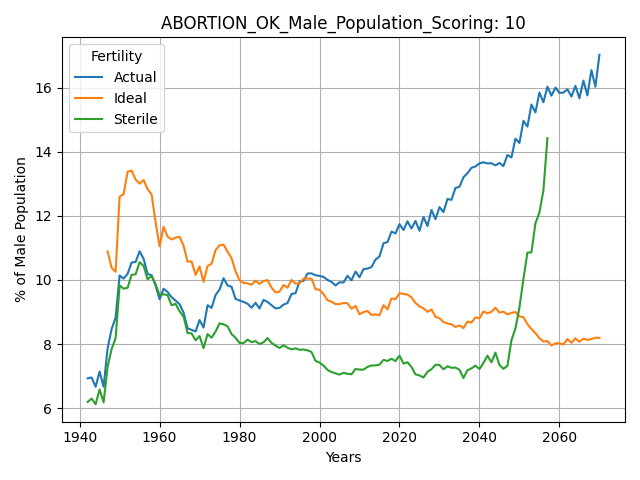 ABORTION_OK_Male_Population_Scoring: 10
Fertility
Actual
Ideal
Sterile
% of Male Population
16
14
12
10
8
6
1940 1960 1980 2000 2020 2040 2060
Years